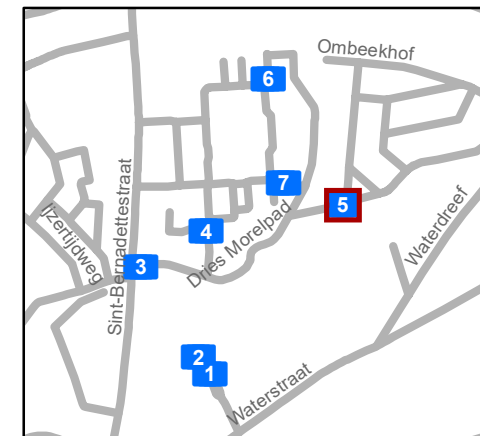 Ombeekhof
6
7
5
4
Dries Morelpad
Waterdreef
Ijzertijdweg
Sint-Bernadettestraat
3
2
1
Waterstraat